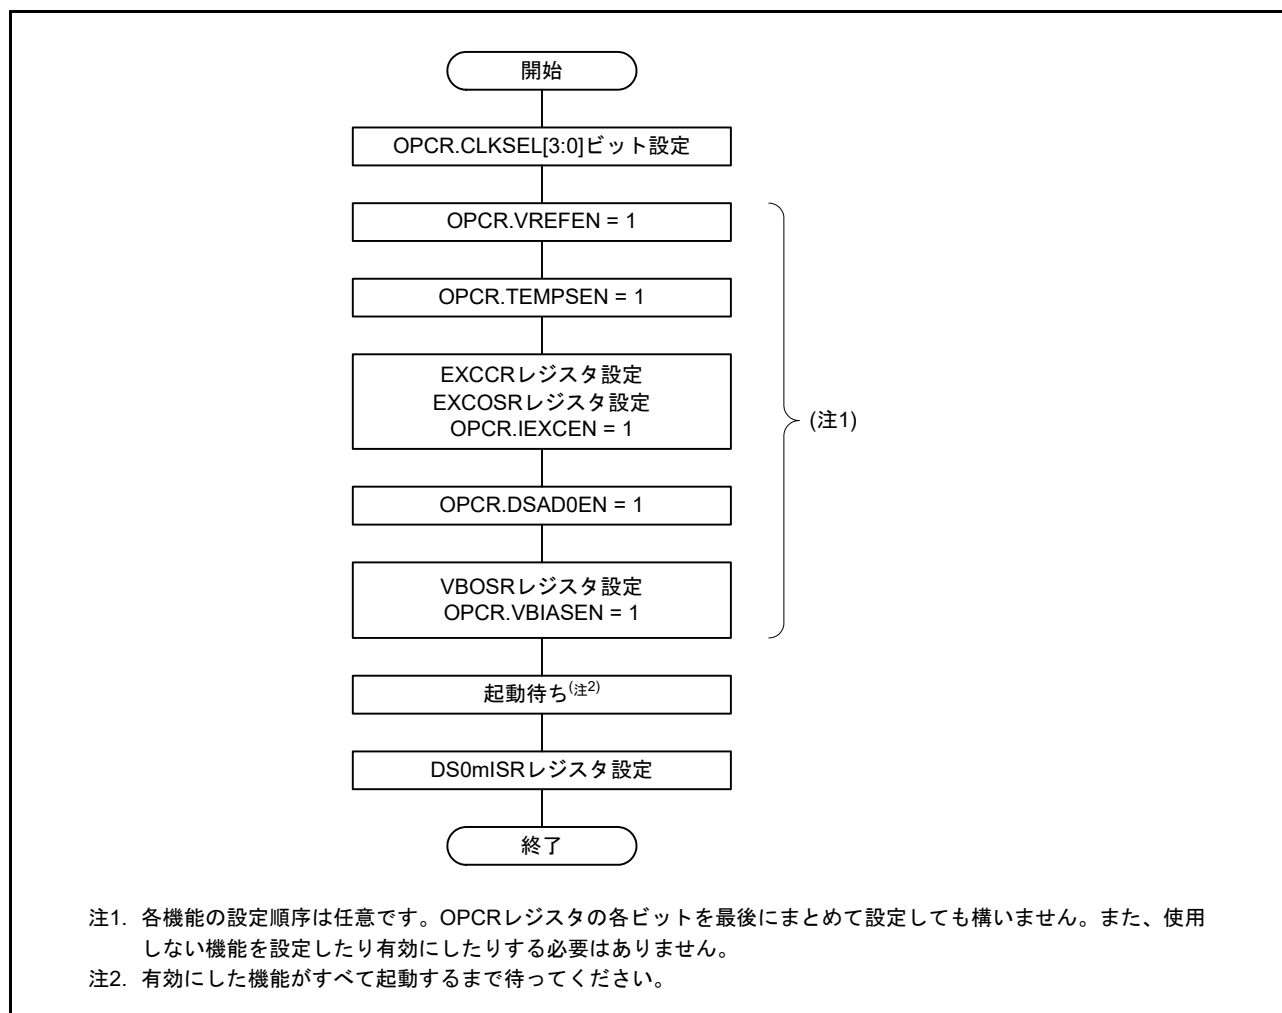 開始
OPCR.CLKSEL[3:0]ビット設定
OPCR.VREFEN = 1
OPCR.TEMPSEN = 1
EXCCRレジスタ設定
EXCOSRレジスタ設定
OPCR.IEXCEN = 1
(注1)
OPCR.DSAD0EN = 1
VBOSRレジスタ設定
OPCR.VBIASEN = 1
起動待ち(注2)
DS0mISRレジスタ設定
終了
注1. 各機能の設定順序は任意です。OPCRレジスタの各ビットを最後にまとめて設定しても構いません。また、使用
しない機能を設定したり有効にしたりする必要はありません。
注2. 有効にした機能がすべて起動するまで待ってください。